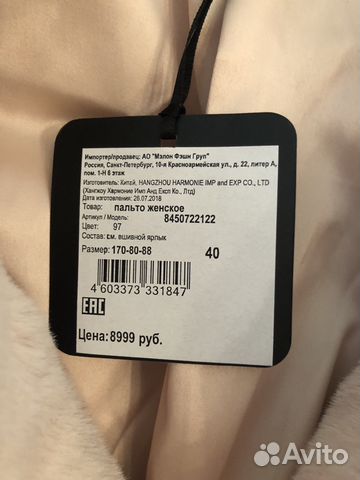 Импортер/продавец: АО "Мэлон Фэшн Груп"
Россия, Санкт-Петербург, 10-я Красноармейская ул., д. 22, литер А,
пом. 1-Н 6 этаж
Изготовитель: Китай, HANGZHOU HARMONIE IMP and EXP CO., LTD
(Хангжоу Хармоние Имп Анд Експ Ко., Лтд)
Дата изготовления: 26.07.2018
Товар: пальто женское
Артикул / Модель: 8450722122
Цвет: 97
Состав: см. вшивной ярлык
Размер: 170-80-88 40
4 603373 331847
EAC
Цена: 8999 руб.
Avito